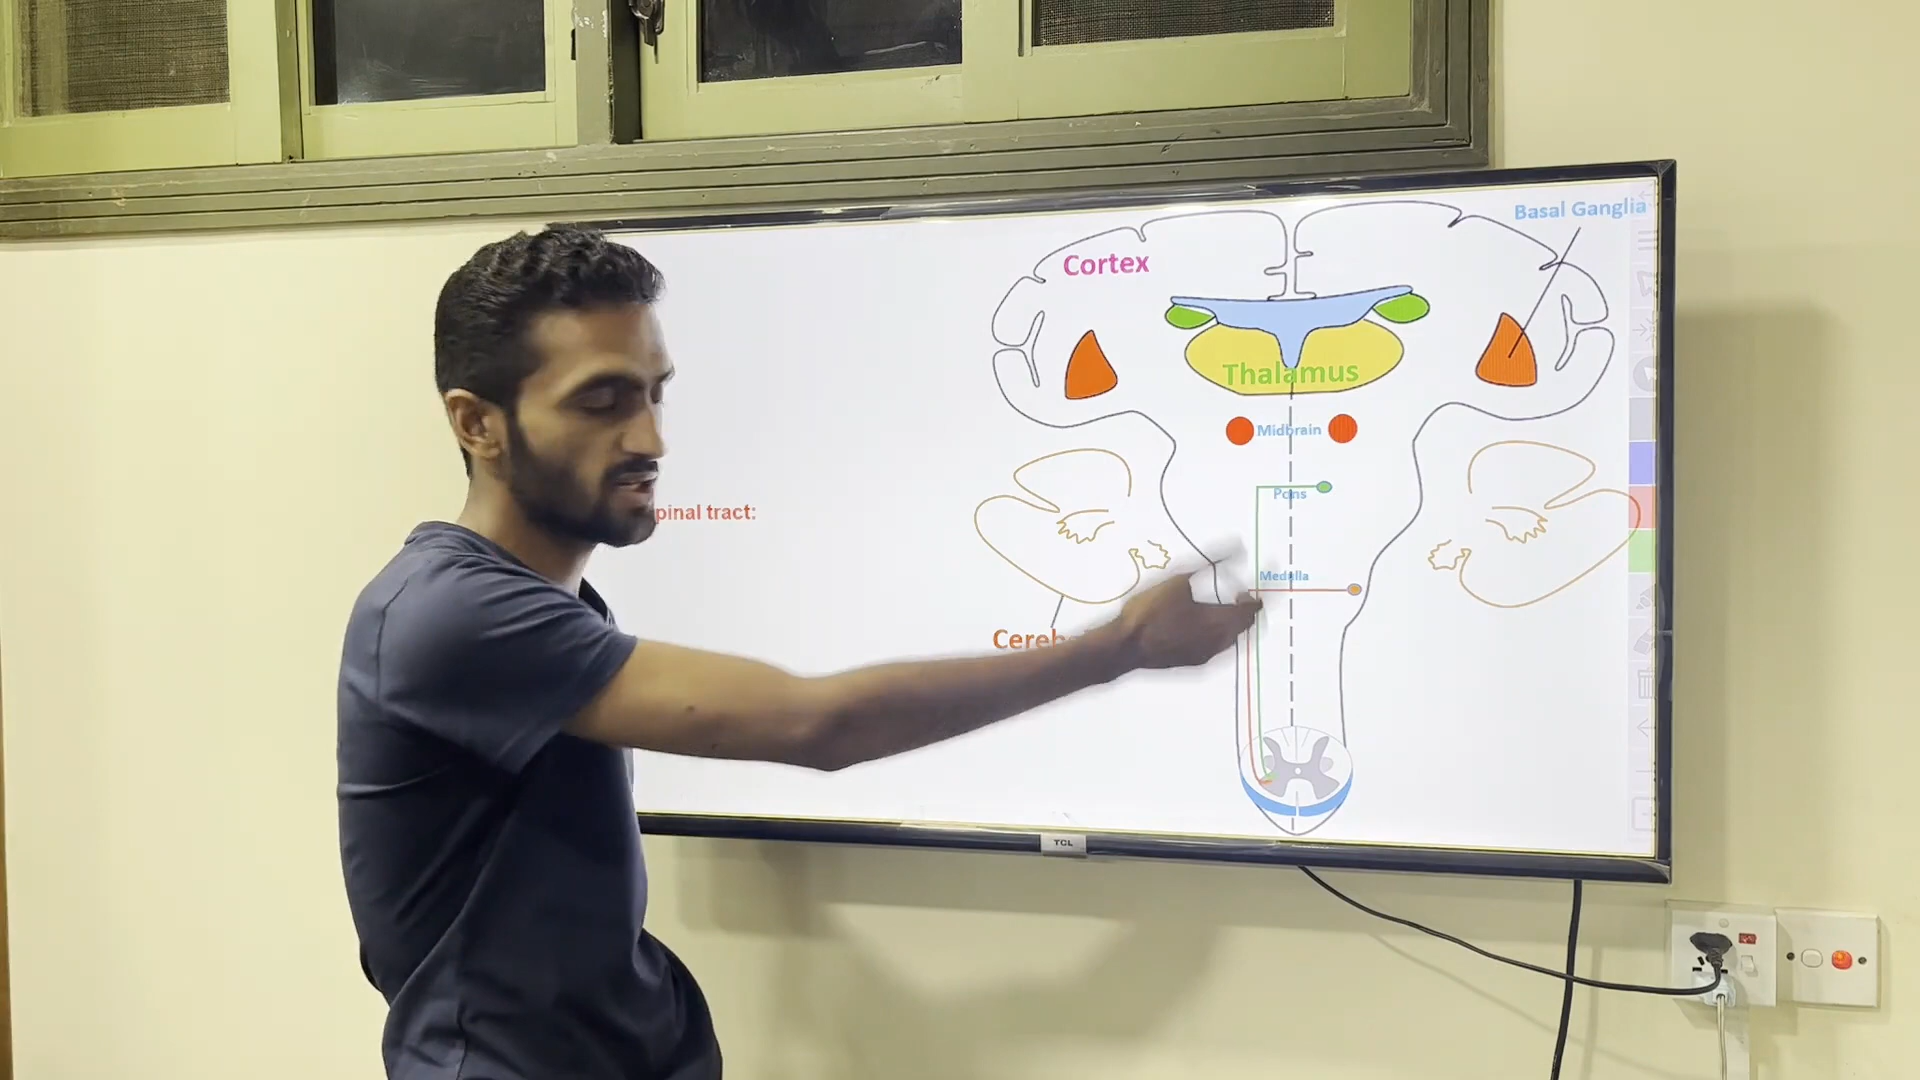 Basal Ganglia
Cortex
Thalamus
Midbrain
Pons
pinal tract:
Medulla
Cereb
TCL